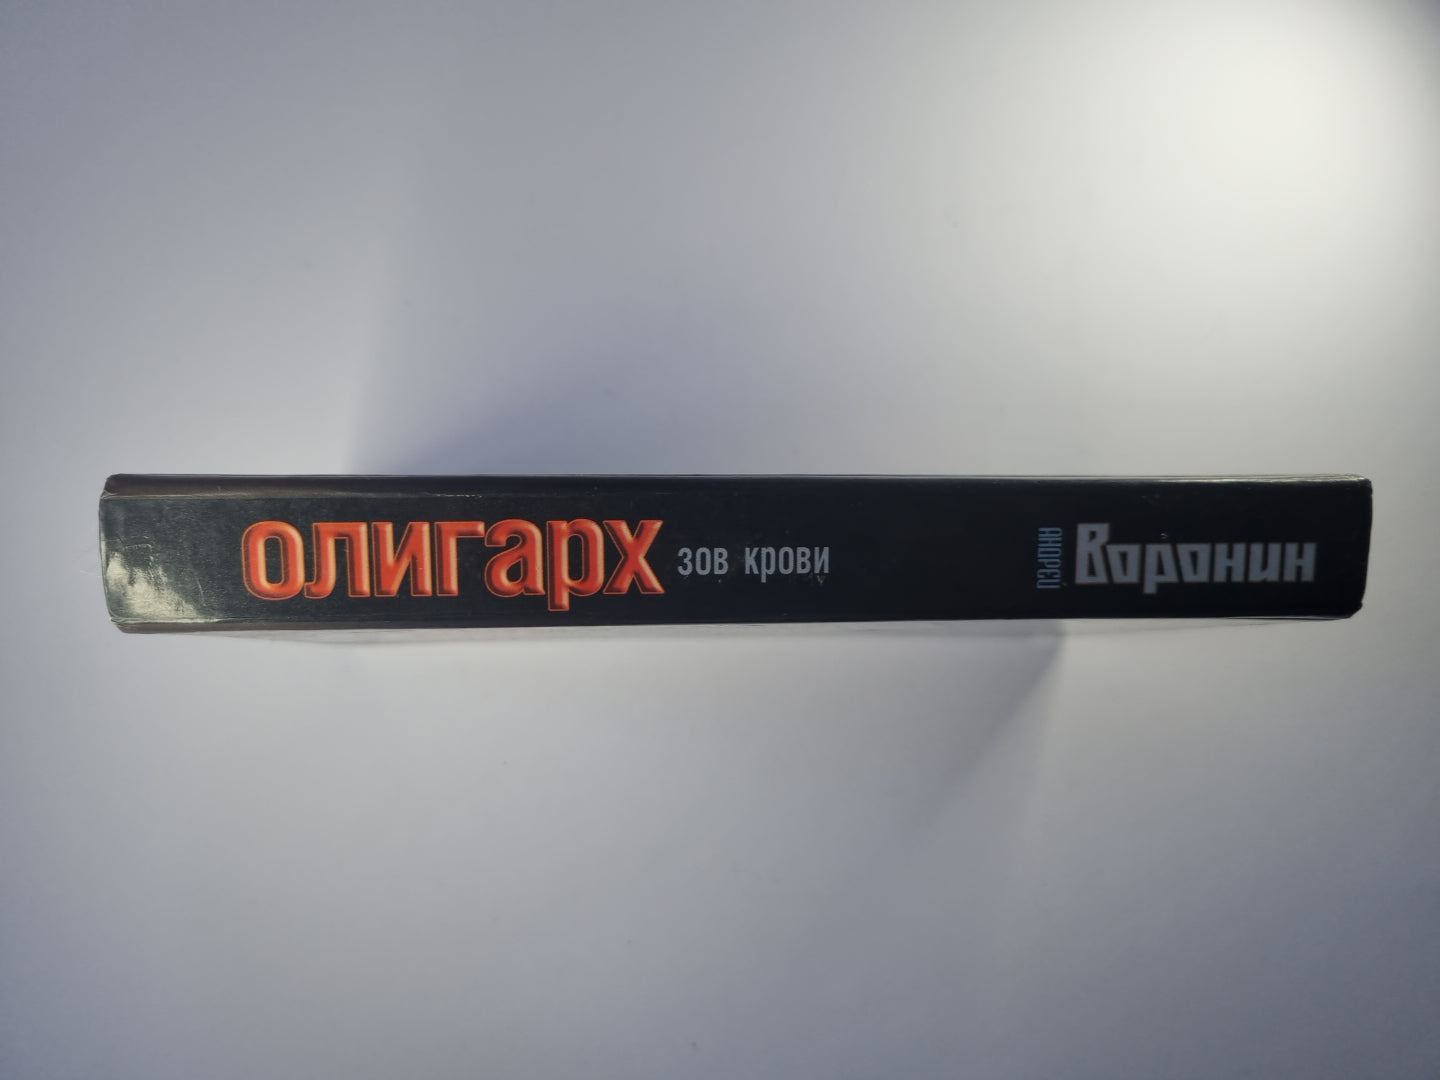 олигарх
зов крови
Андрей
Воронин